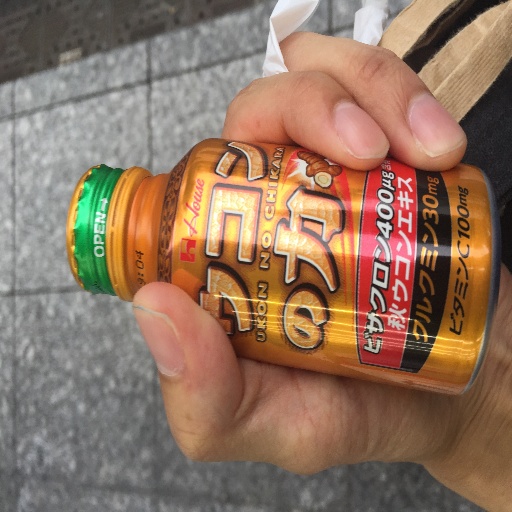 OPEN→
House
ウコン
の力
UKON NO CHIKARA
ビサクロン400μg
秋ウコンエキス
クルクミン30mg
ビタミンC100mg